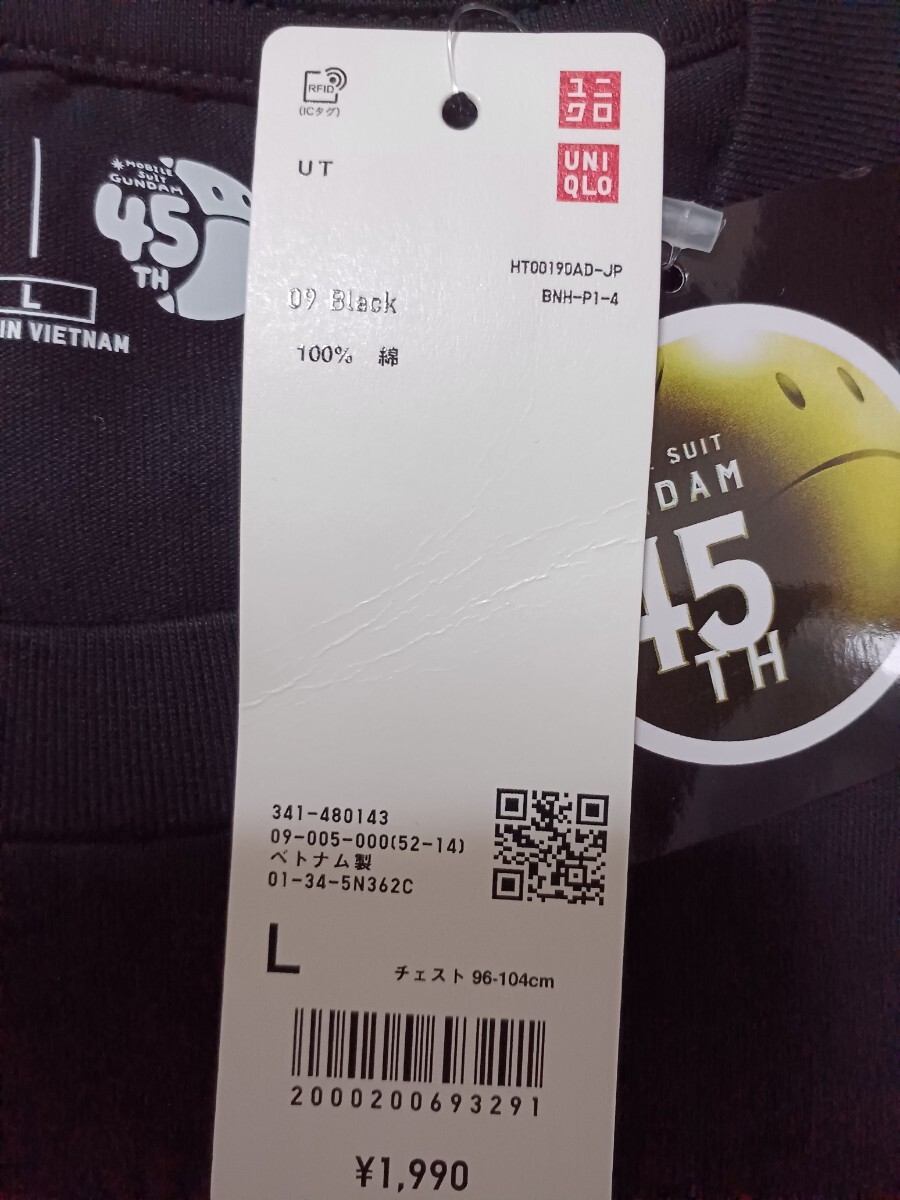 RFID
(ICタグ)
ユニ
クロ
UT
UNI
QLO
MOBILE
SUIT
GUNDAM
45
TH
L
IN VIETNAM
HT00190AD-JP
BNH-P1-4
09 Black
100% 綿
SUIT
DAM
45
TH
341-480143
09-005-000(52-14)
ベトナム製
01-34-5N362C
L
チェスト 96-104cm
2000200693291
¥1,990